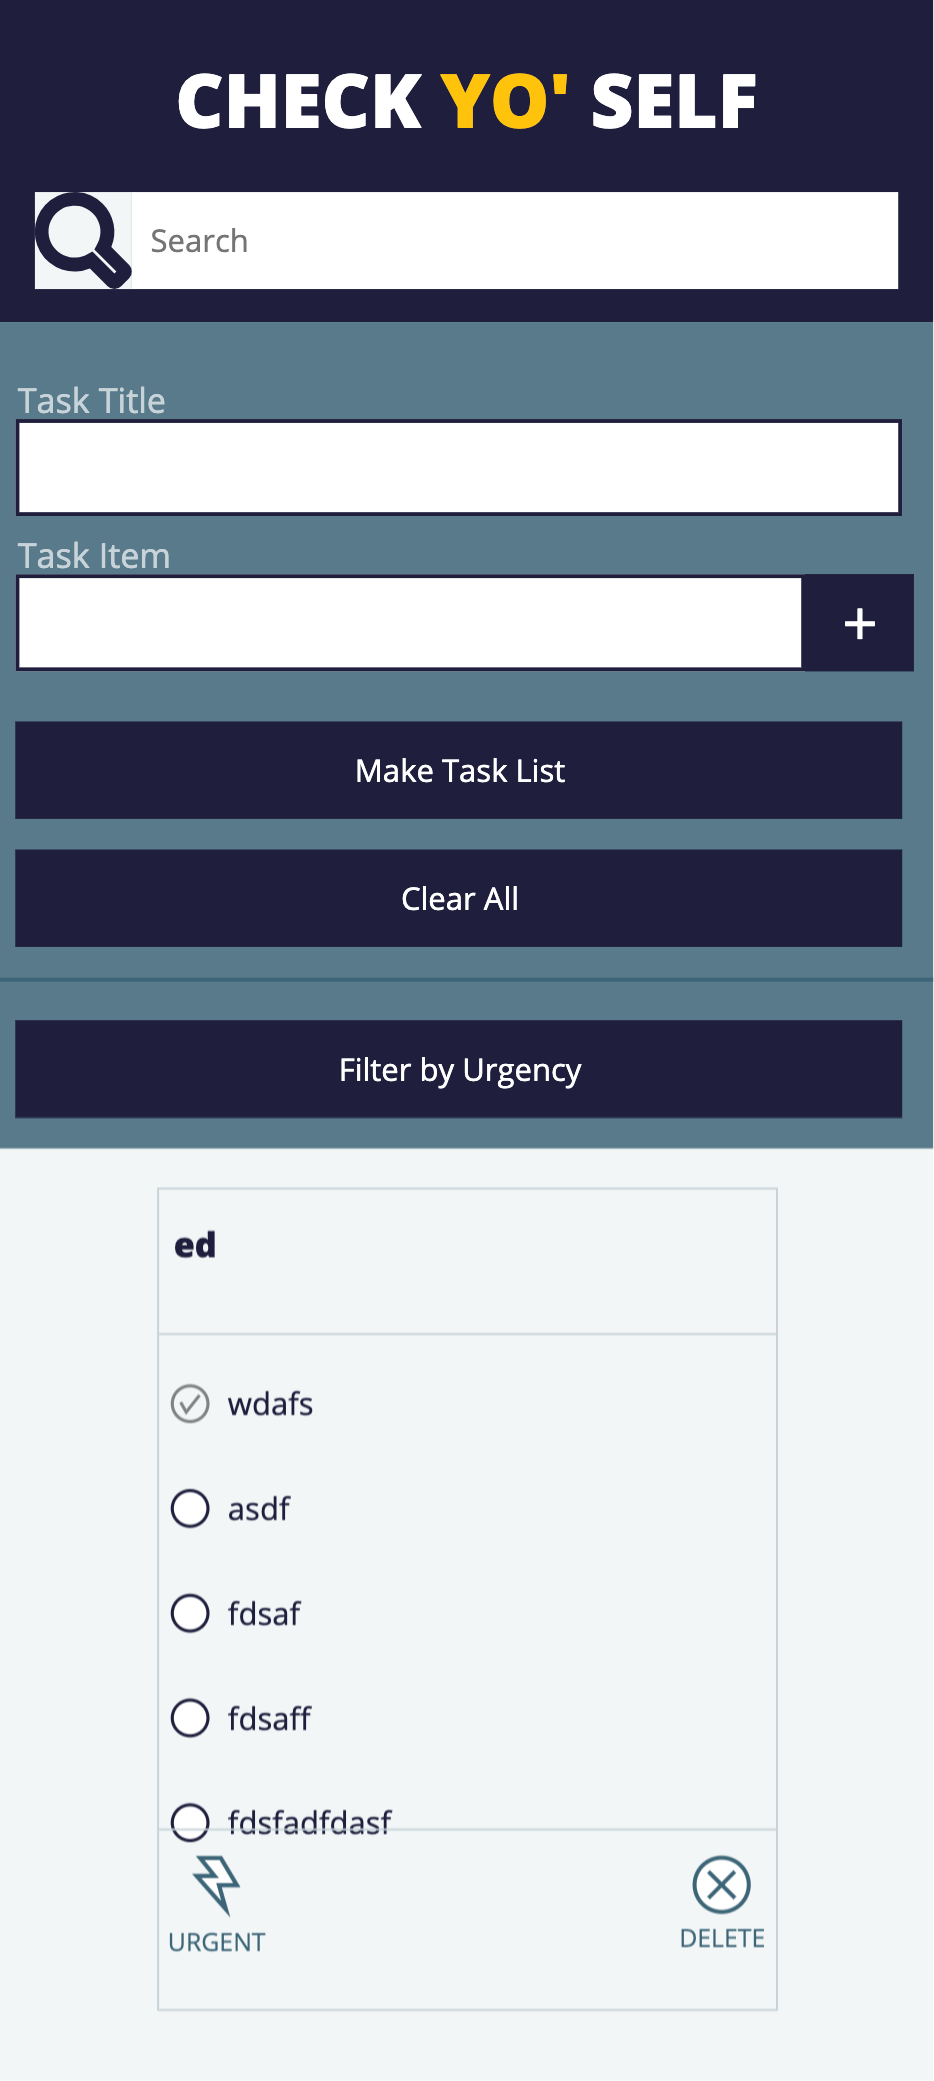 CHECK YO' SELF
Search
Task Title
Task Item
+
Make Task List
Clear All
Filter by Urgency
ed
wdafs
asdf
fdsaf
fdsaff
fdsfadfdasf
URGENT DELETE